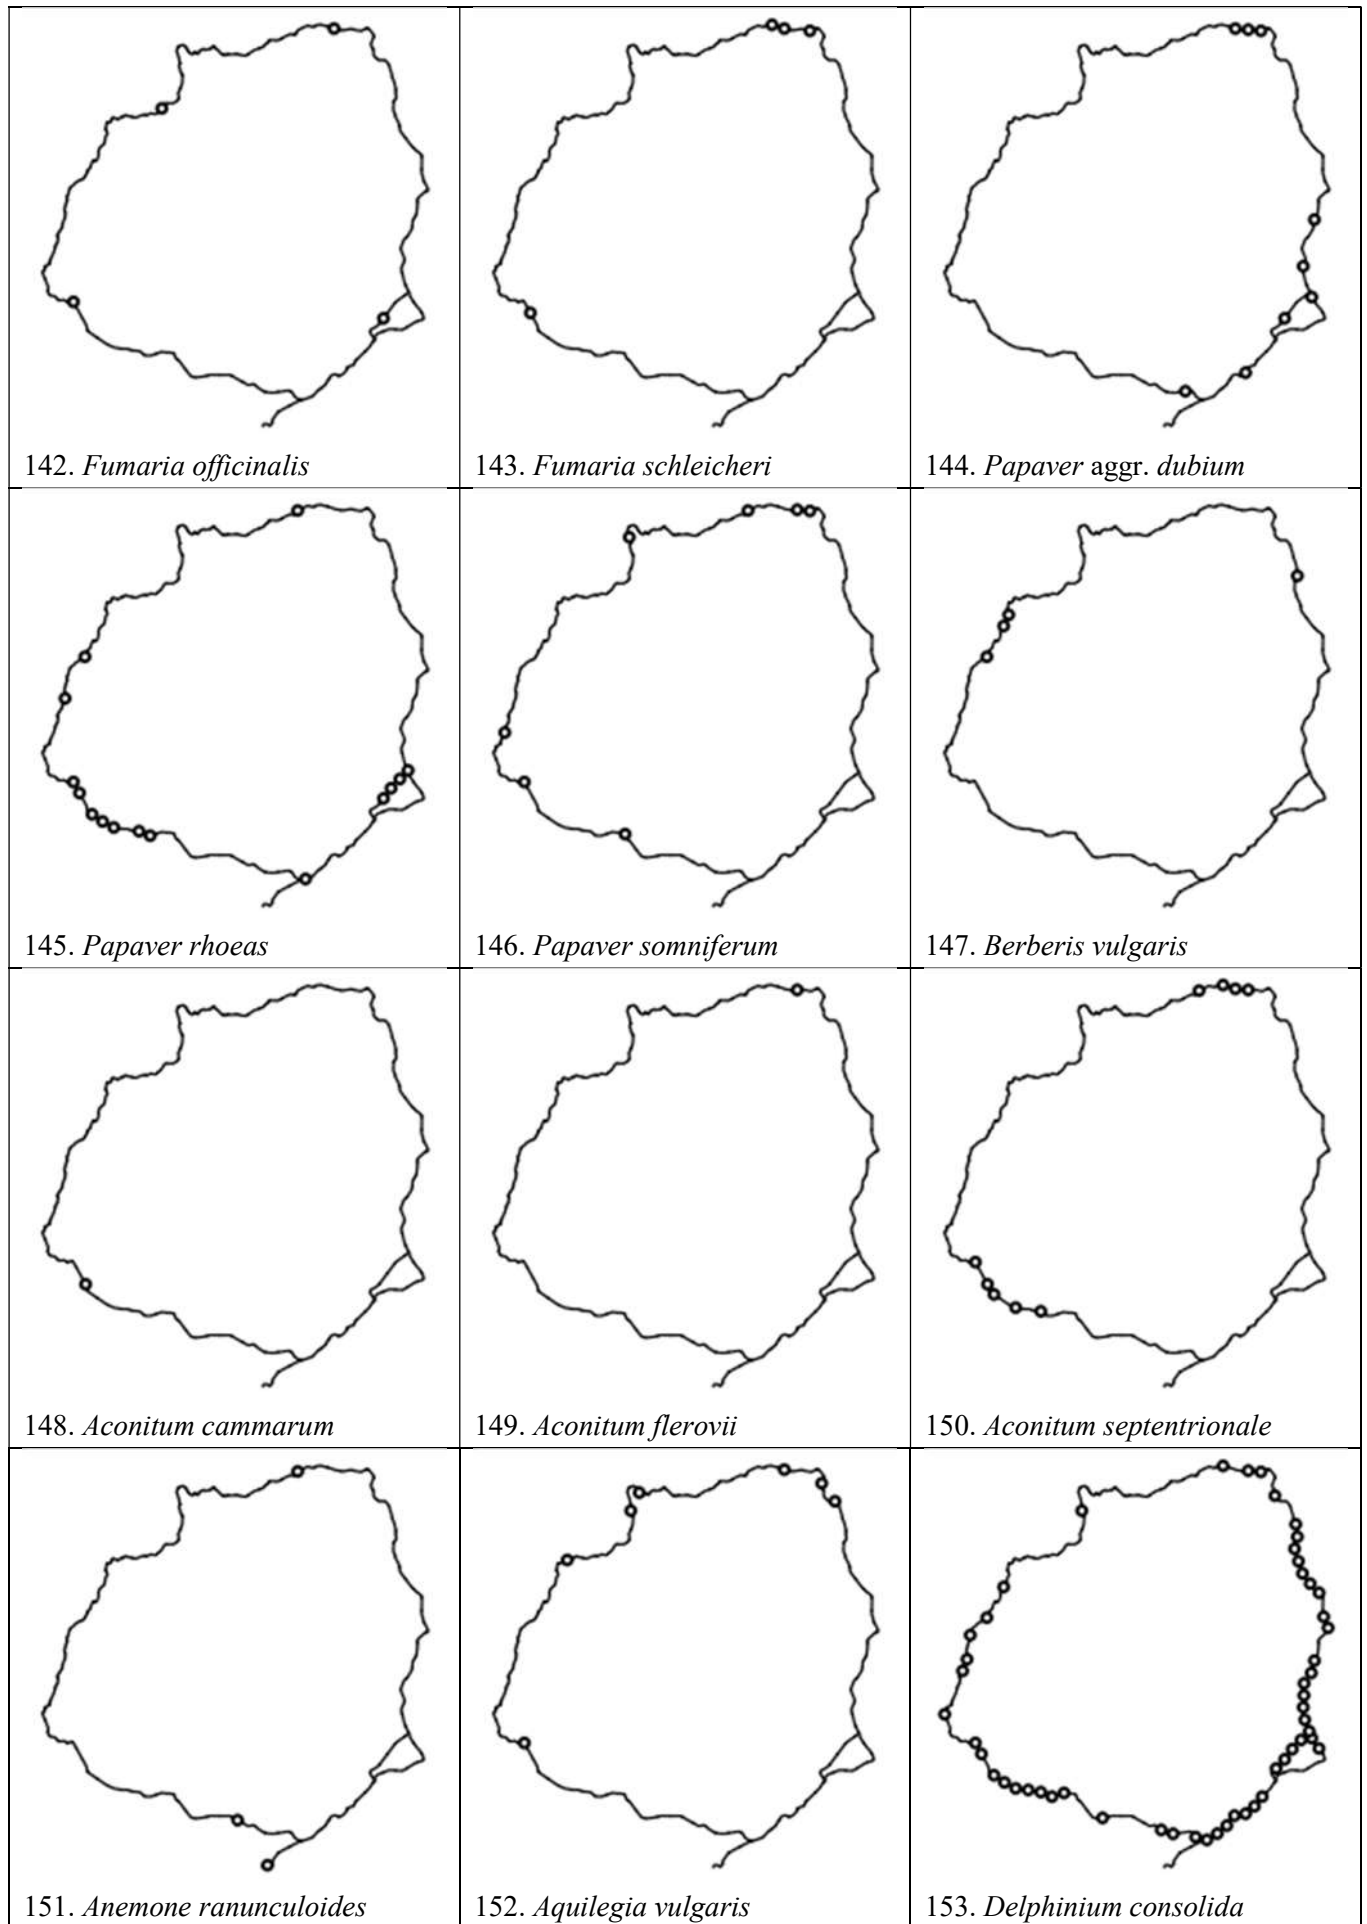 142. Fumaria officinalis
143. Fumaria schleicheri
144. Papaver aggr. dubium
145. Papaver rhoeas
146. Papaver somniferum
147. Berberis vulgaris
148. Aconitum cammarum
149. Aconitum flerovii
150. Aconitum septentrionale
151. Anemone ranunculoides
152. Aquilegia vulgaris
153. Delphinium consolida